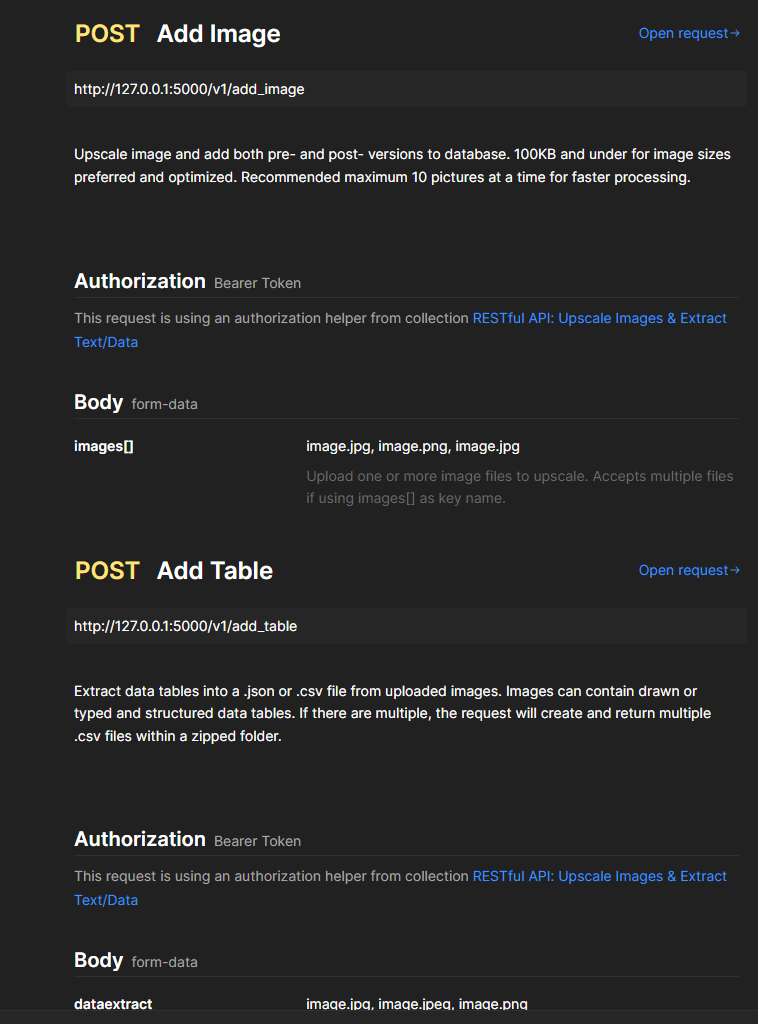 POST Add Image Open request→
http://127.0.0.1:5000/v1/add_image
Upscale image and add both pre- and post- versions to database. 100KB and under for image sizes
preferred and optimized. Recommended maximum 10 pictures at a time for faster processing.
Authorization Bearer Token
This request is using an authorization helper from collection RESTful API: Upscale Images & Extract
Text/Data
Body form-data
images[] image.jpg, image.png, image.jpg
Upload one or more image files to upscale. Accepts multiple files
if using images[] as key name.
POST Add Table Open request→
http://127.0.0.1:5000/v1/add_table
Extract data tables into a .json or .csv file from uploaded images. Images can contain drawn or
typed and structured data tables. If there are multiple, the request will create and return multiple
.csv files within a zipped folder.
Authorization Bearer Token
This request is using an authorization helper from collection RESTful API: Upscale Images & Extract
Text/Data
Body form-data
dataextract image.jpg, image.jpeg, image.png